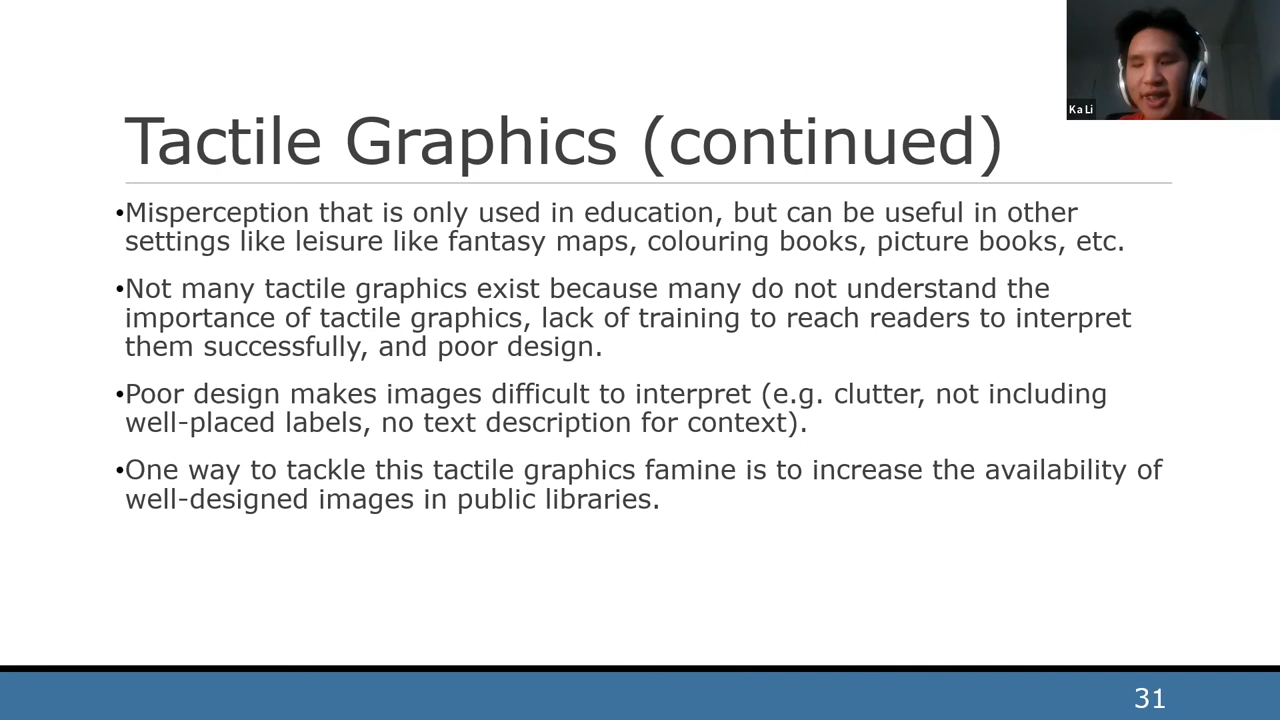 Ka Li
Tactile Graphics (continued)
•Misperception that is only used in education, but can be useful in other
settings like leisure like fantasy maps, colouring books, picture books, etc.
•Not many tactile graphics exist because many do not understand the
importance of tactile graphics, lack of training to reach readers to interpret
them successfully, and poor design.
•Poor design makes images difficult to interpret (e.g. clutter, not including
well-placed labels, no text description for context).
•One way to tackle this tactile graphics famine is to increase the availability of
well-designed images in public libraries.
31